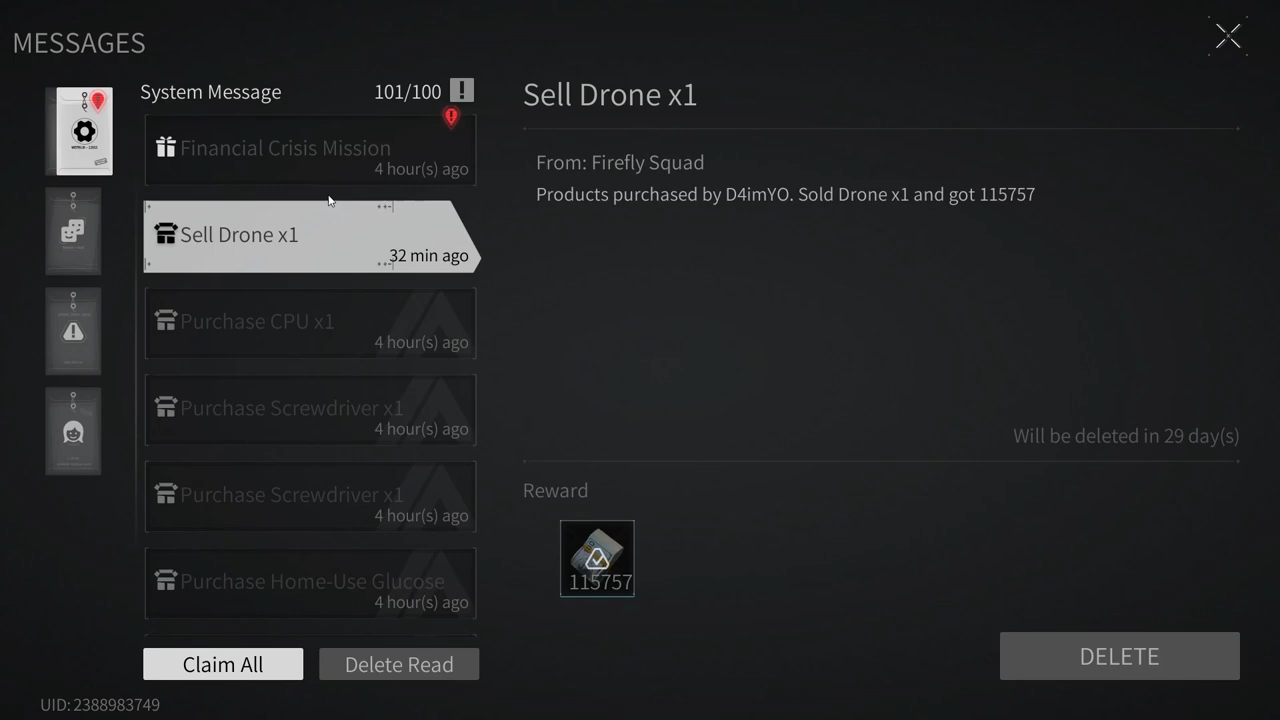 MESSAGES
System Message 101/100
Financial Crisis Mission
4 hour(s) ago
Sell Drone x1
32 min ago
Purchase CPU x1
4 hour(s) ago
Purchase Screwdriver x1
4 hour(s) ago
Purchase Screwdriver x1
4 hour(s) ago
Purchase Home-Use Glucose
4 hour(s) ago
Claim All
Delete Read
UID: 2388983749
Sell Drone x1
From: Firefly Squad
Products purchased by D4imYO. Sold Drone x1 and got 115757
Will be deleted in 29 day(s)
Reward
115757
DELETE